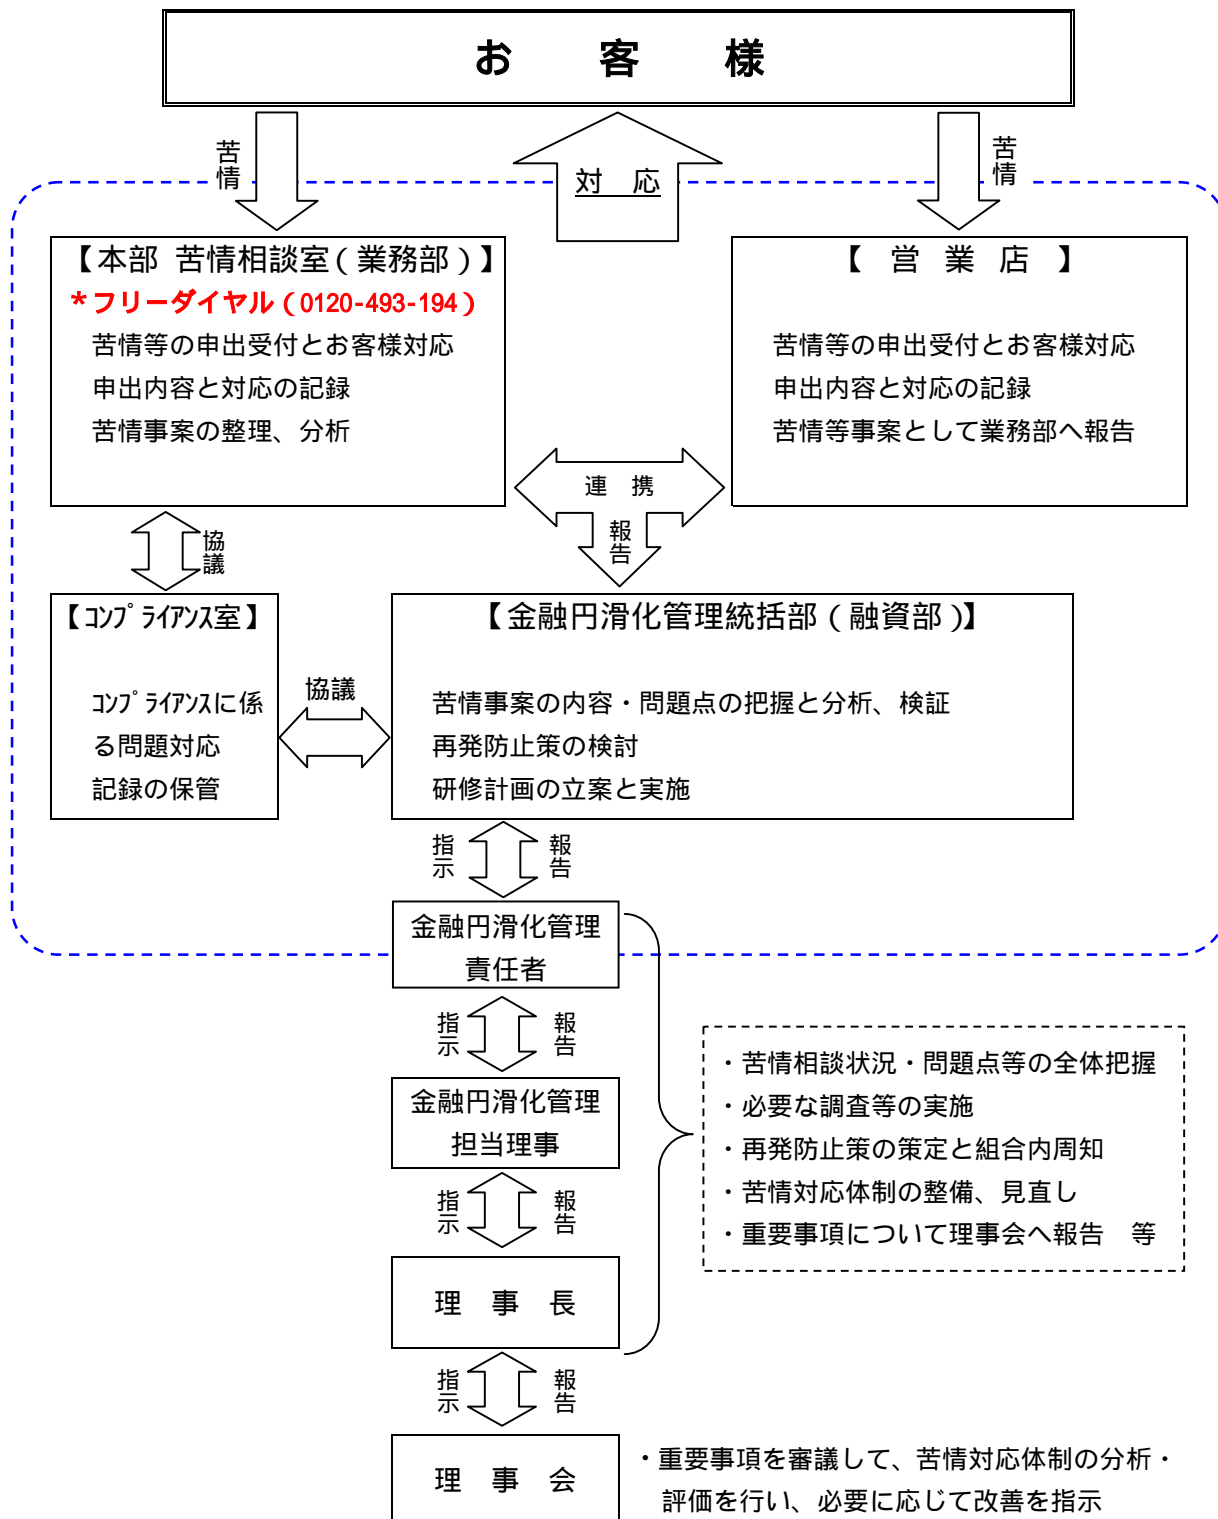 お　客　様
苦情
対　応
苦情
【本部 苦情相談室（業務部）】
*フリーダイヤル（0120-493-194）
苦情等の申出受付とお客様対応
申出内容と対応の記録
苦情事案の整理、分析
【　営　業　店　】
苦情等の申出受付とお客様対応
申出内容と対応の記録
苦情等事案として業務部へ報告
連　携
報告
協議
【ｺﾝﾌﾟﾗｲｱﾝｽ室】
ｺﾝﾌﾟﾗｲｱﾝｽに係
る問題対応
記録の保管
協議
【金融円滑化管理統括部（融資部）】
苦情事案の内容・問題点の把握と分析、検証
再発防止策の検討
研修計画の立案と実施
指示
報告
金融円滑化管理
責任者
指示
報告
金融円滑化管理
担当理事
指示
報告
理　事　長
・苦情相談状況・問題点等の全体把握
・必要な調査等の実施
・再発防止策の策定と組合内周知
・苦情対応体制の整備、見直し
・重要事項について理事会へ報告　等
指示
報告
理　事　会
・重要事項を審議して、苦情対応体制の分析・
評価を行い、必要に応じて改善を指示